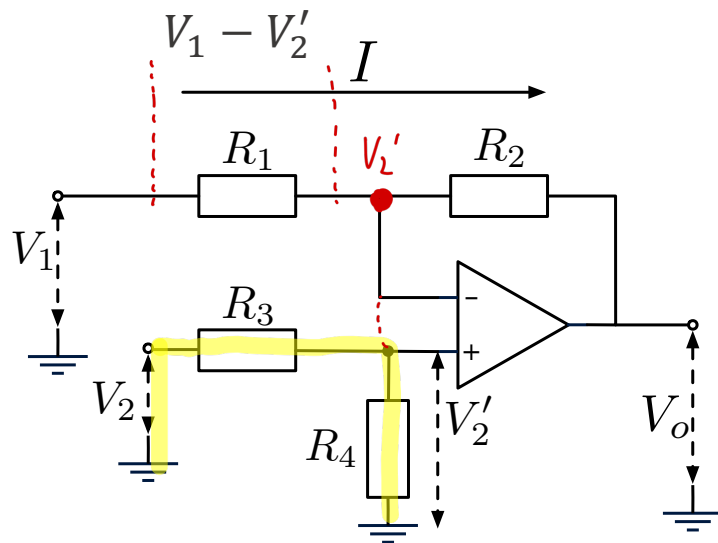 V₁ − V₂′
I
R₁
V₂′
R₂
V₁
−
R₃
+
V₂
R₄
V₂′
Vₒ